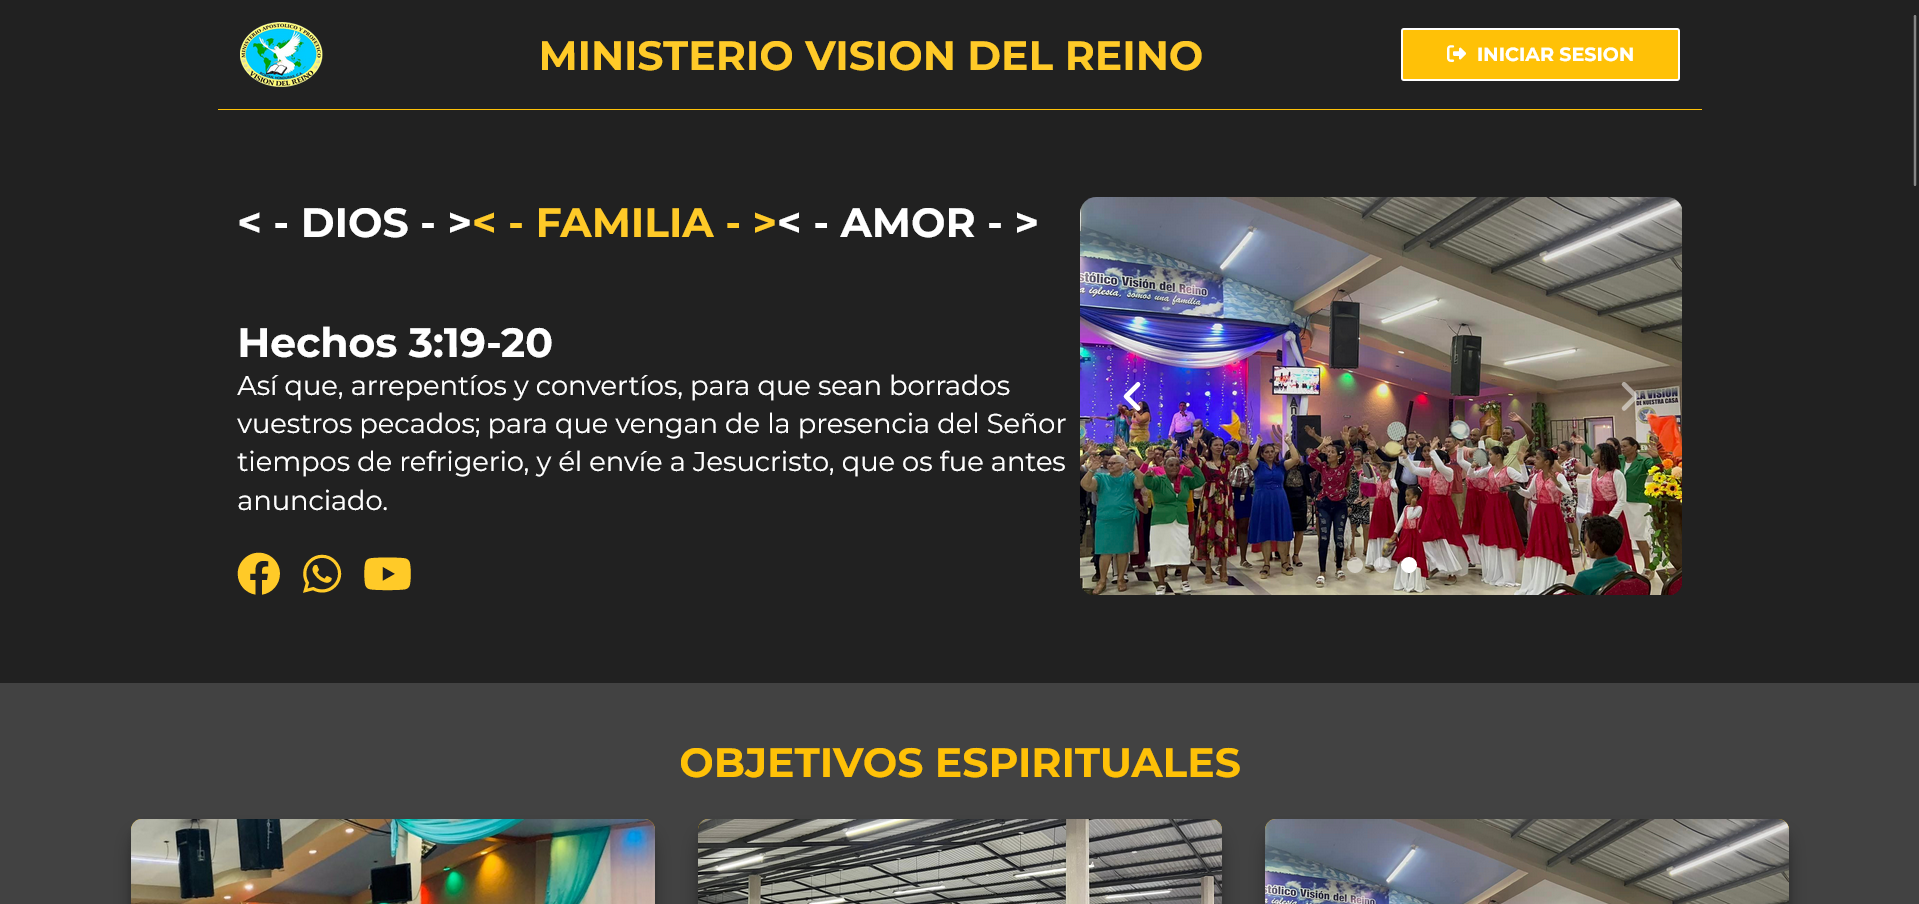 MINISTERIO APOSTOLICO Y PROFETICO
VISION DEL REINO
MINISTERIO VISION DEL REINO
INICIAR SESION
< - DIOS - >< - FAMILIA - >< - AMOR - >
Hechos 3:19-20
Así que, arrepentíos y convertíos, para que sean borrados
vuestros pecados; para que vengan de la presencia del Señor
tiempos de refrigerio, y él envíe a Jesucristo, que os fue antes
anunciado.
stólico Visión del Reino
a iglesia, somos una familia
LA VISION
DE NUESTRA CASA
OBJETIVOS ESPIRITUALES
stólico Visión del Reino